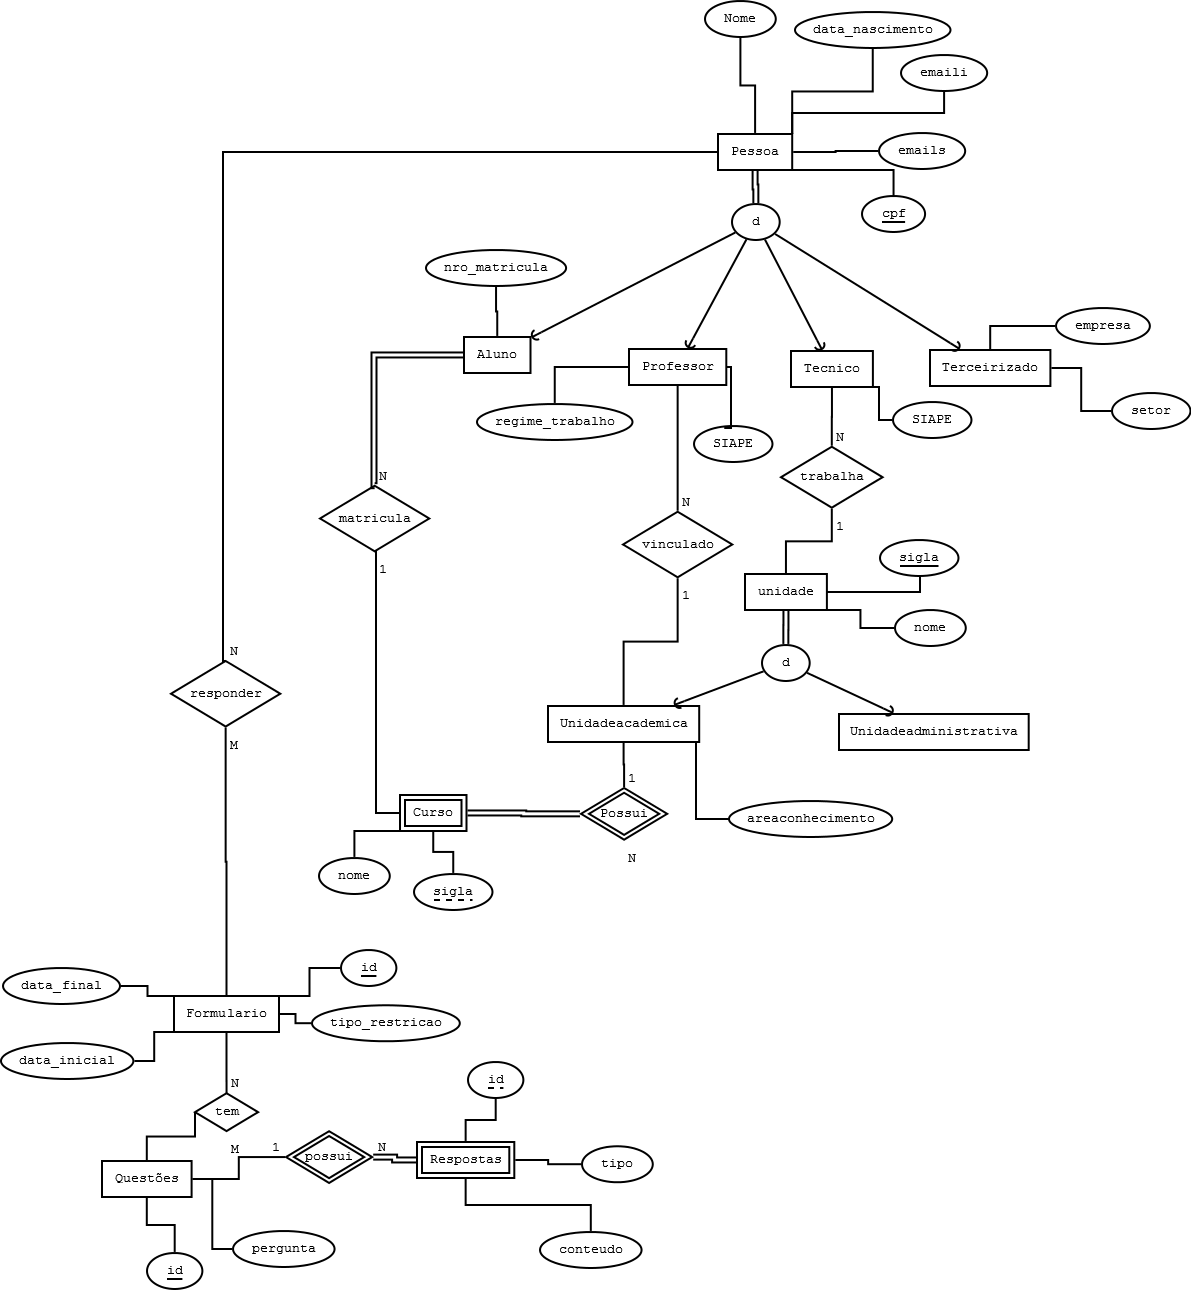 Nome
data_nascimento
emaili
Pessoa
emails
cpf
d
nro_matricula
empresa
Aluno
Professor
Tecnico
Terceirizado
setor
regime_trabalho
SIAPE
SIAPE
N
trabalha
N
matricula
N
1
vinculado
sigla
1
unidade
1
nome
N
d
responder
Unidadeacademica
Unidadeadministrativa
M
1
Curso
Possui
areaconhecimento
N
nome
sigla
id
data_final
Formulario
tipo_restricao
data_inicial
id
N
tem
M
1
N
possui
Respostas
tipo
Questões
pergunta
conteudo
id